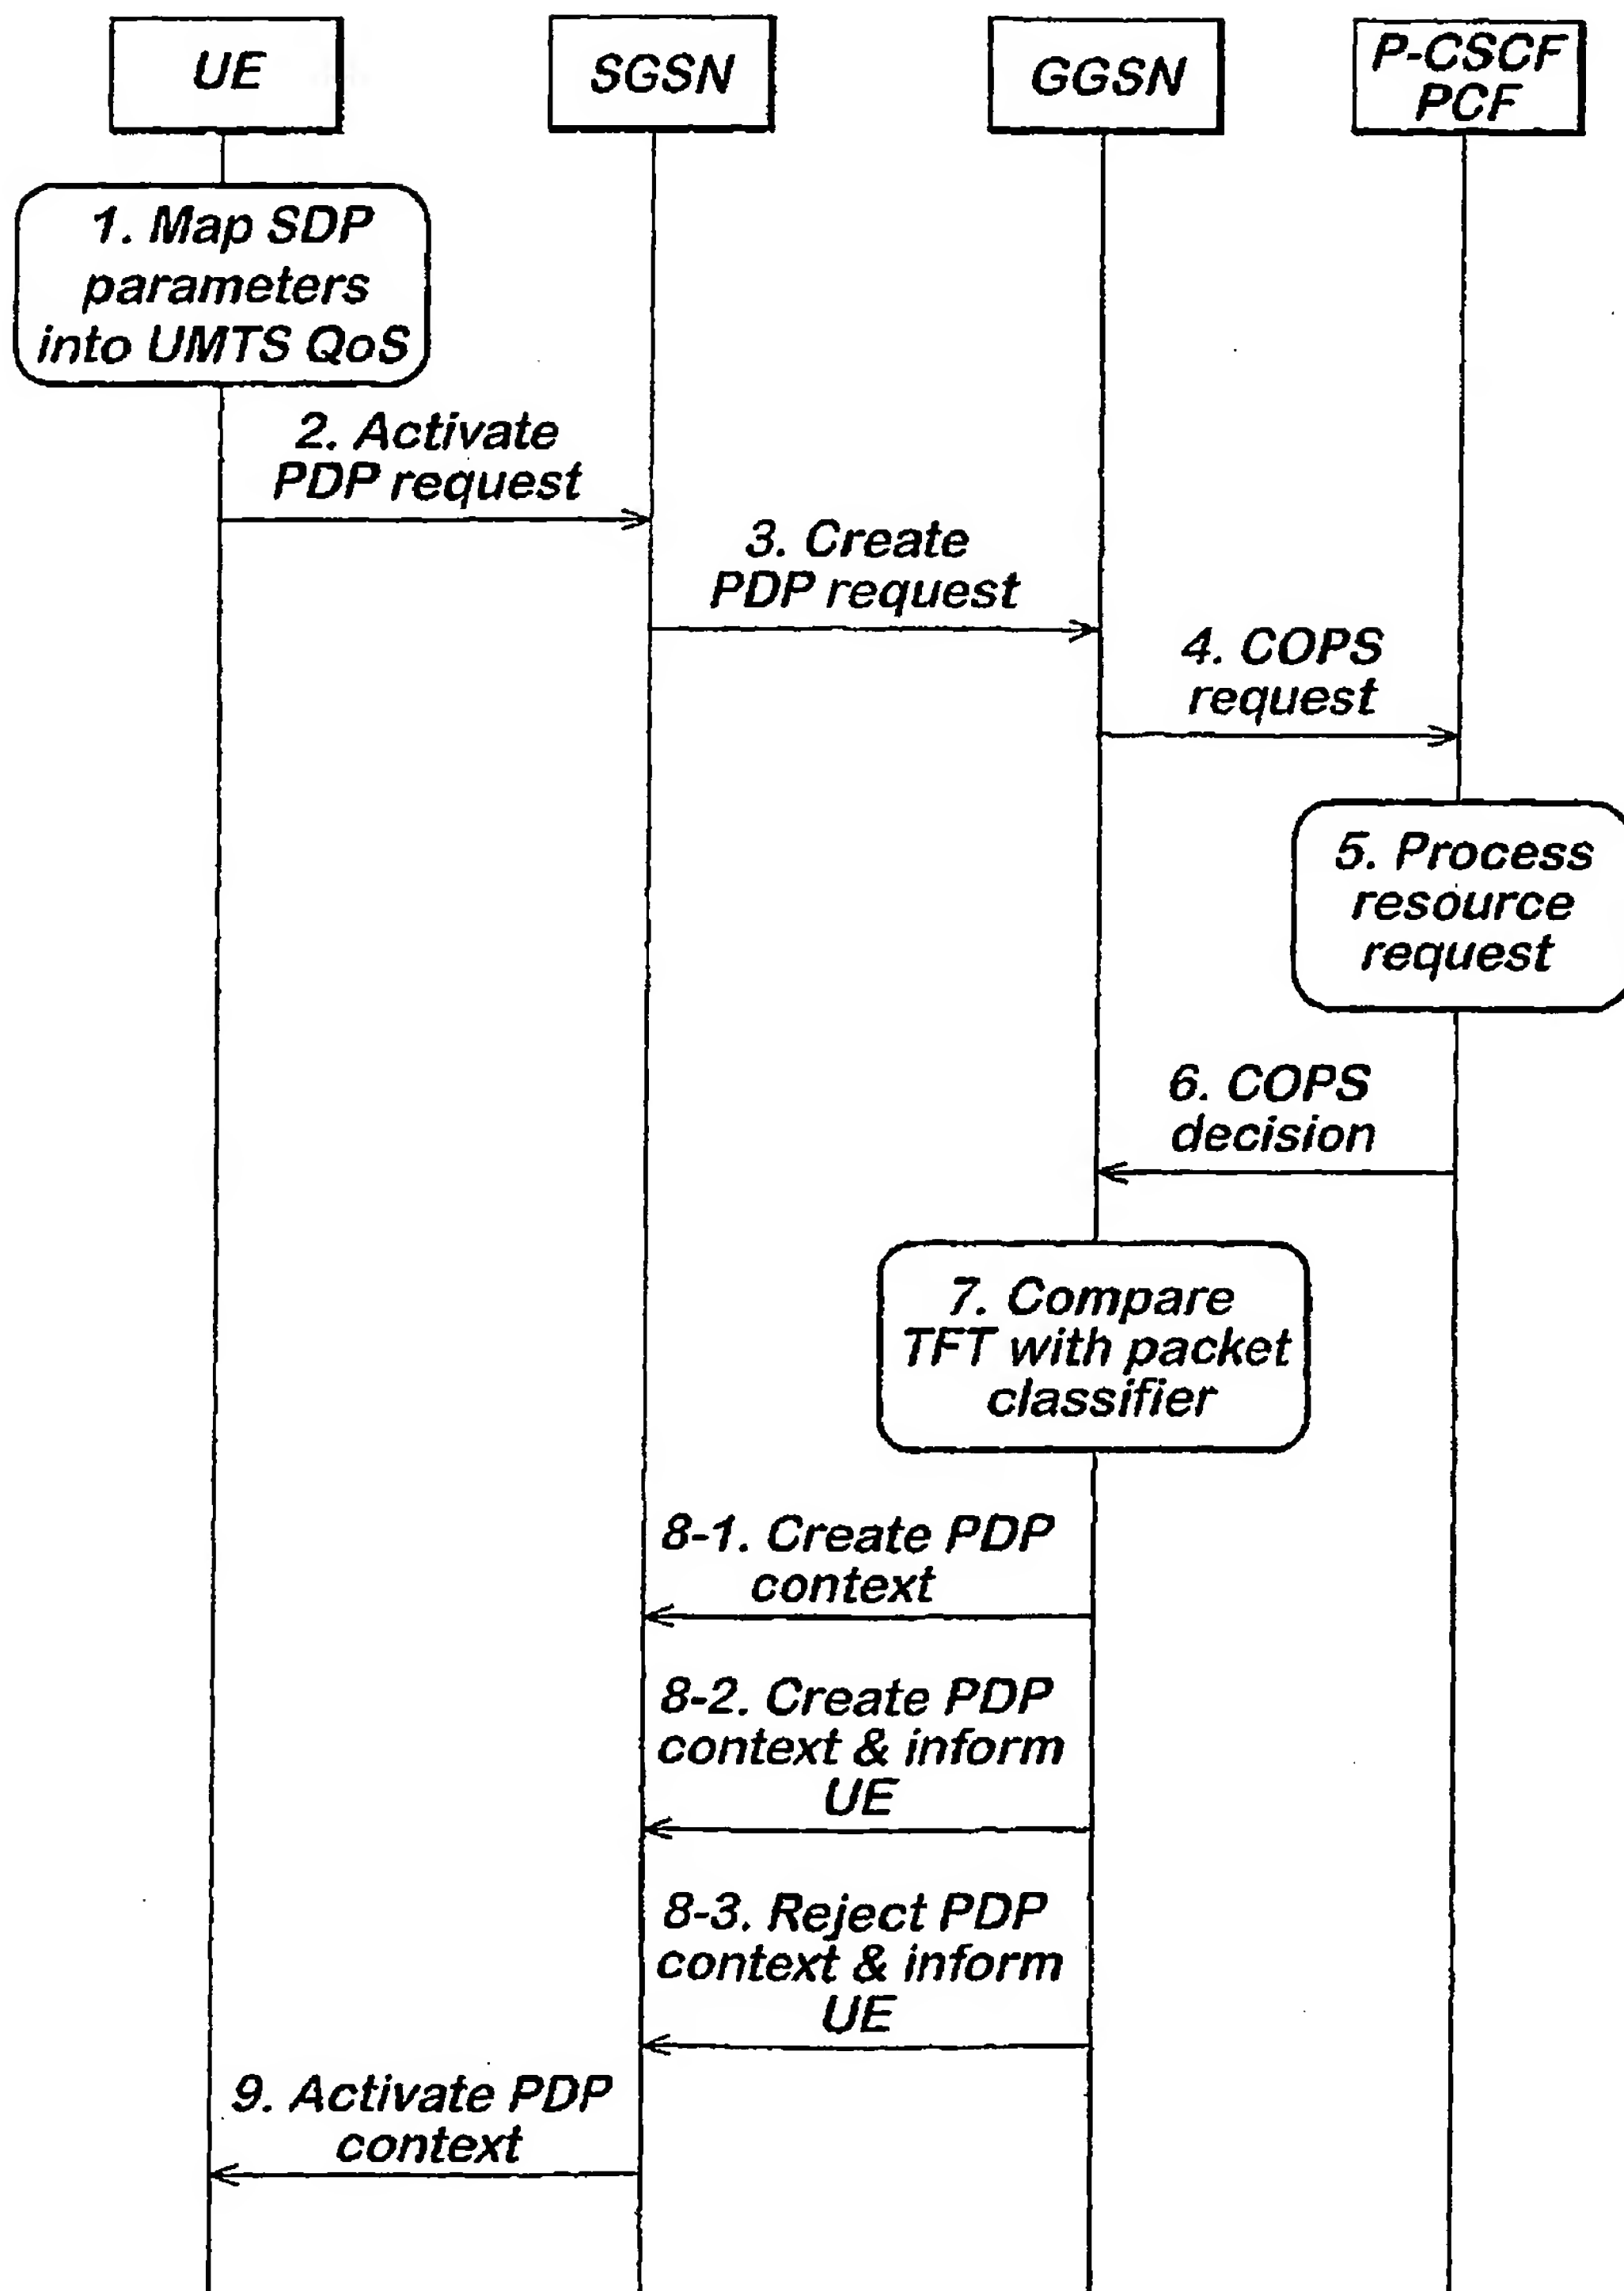 UE
SGSN
GGSN
P-CSCF
PCF
1. Map SDP
parameters
into UMTS QoS
2. Activate
PDP request
3. Create
PDP request
4. COPS
request
5. Process
resource
request
6. COPS
decision
7. Compare
TFT with packet
classifier
8-1. Create PDP
context
8-2. Create PDP
context & inform
UE
8-3. Reject PDP
context & inform
UE
9. Activate PDP
context